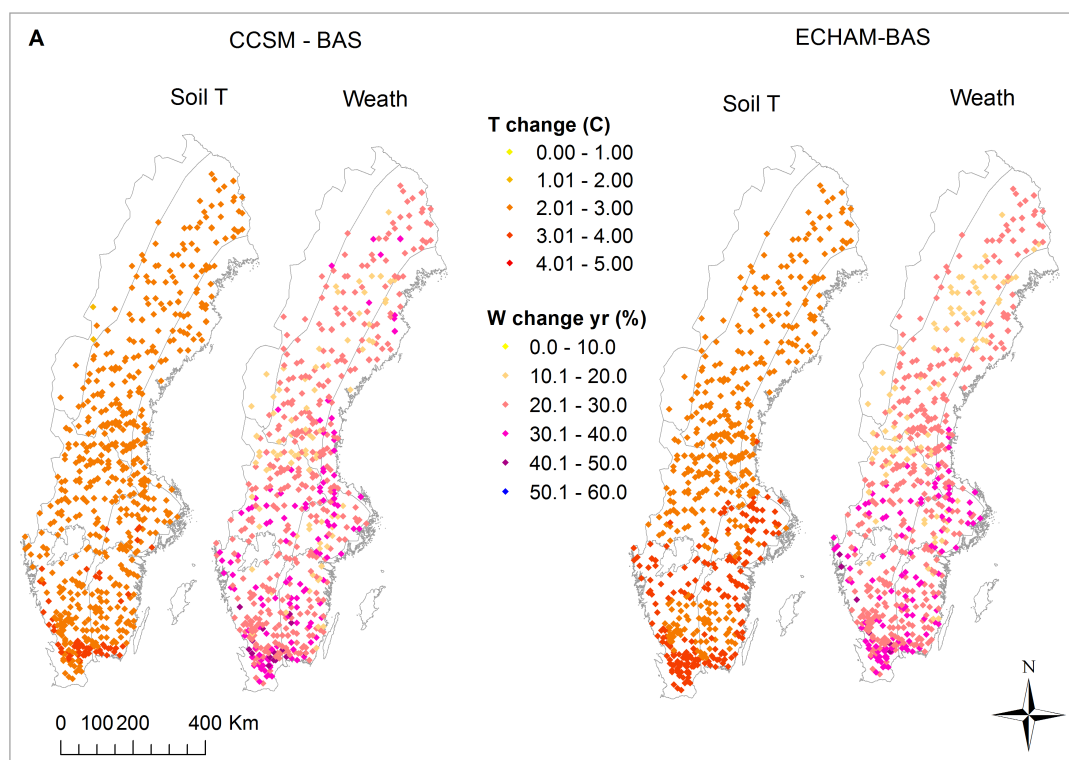 A
CCSM - BAS
ECHAM-BAS
Soil T
Weath
Soil T
Weath
T change (C)
0.00 - 1.00
1.01 - 2.00
2.01 - 3.00
3.01 - 4.00
4.01 - 5.00
W change yr (%)
0.0 - 10.0
10.1 - 20.0
20.1 - 30.0
30.1 - 40.0
40.1 - 50.0
50.1 - 60.0
N
0 100 200 400 Km